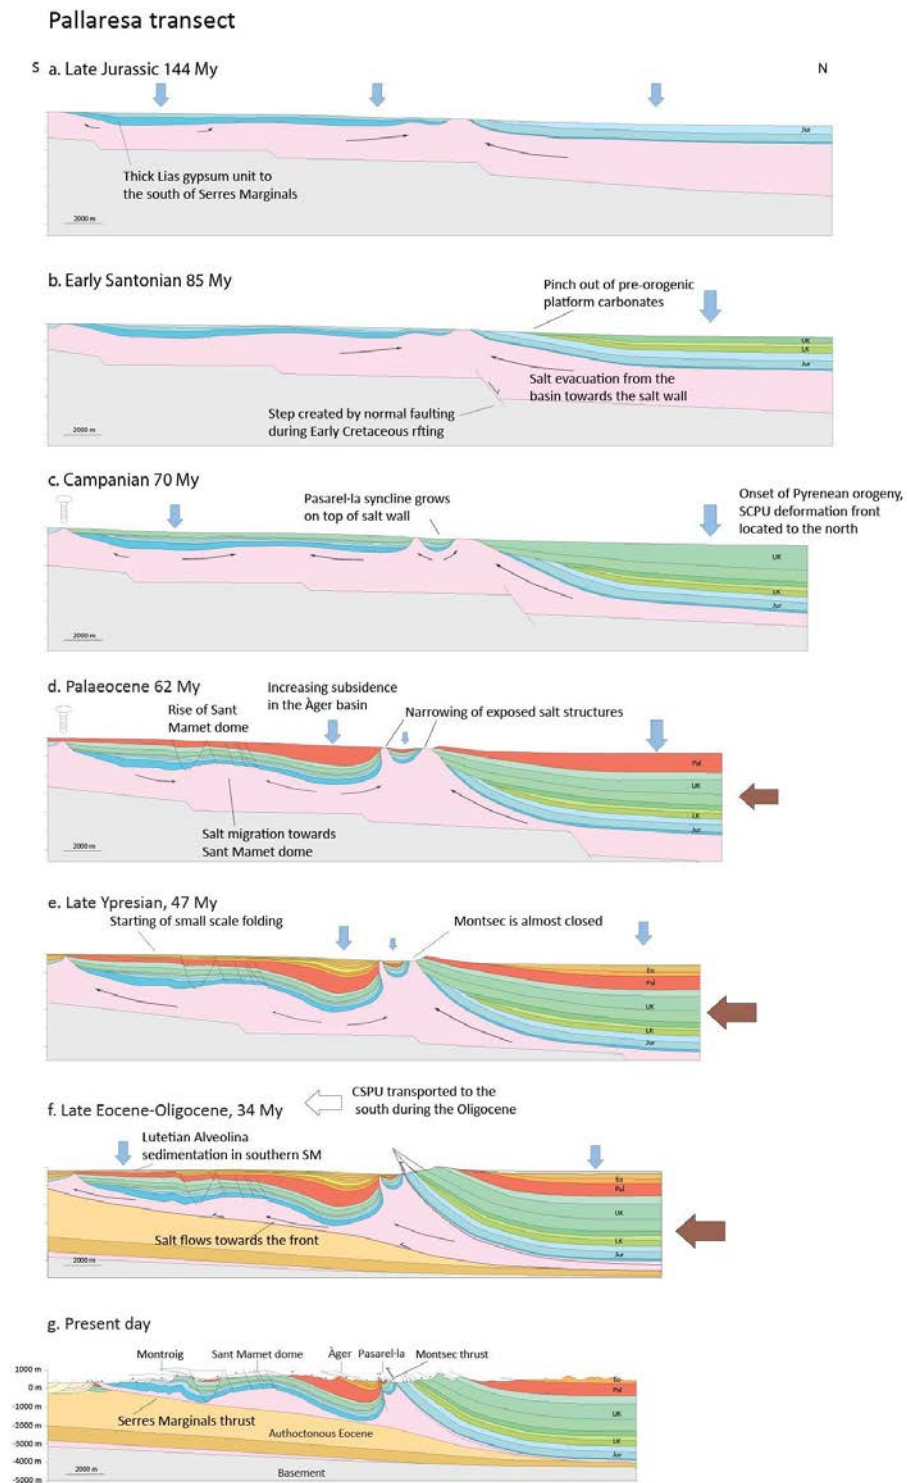 Pallaresa transect
S
a. Late Jurassic 144 My
N
Jur
Thick Lias gypsum unit to
the south of Serres Marginals
2000 m
b. Early Santonian 85 My
Pinch out of pre-orogenic
platform carbonates
UK
LK
Jur
Salt evacuation from the
basin towards the salt wall
Step created by normal faulting
during Early Cretaceous rfting
2000 m
c. Campanian 70 My
Pasarel·la syncline grows
on top of salt wall
Onset of Pyrenean orogeny,
SCPU deformation front
located to the north
UK
LK
Jur
2000 m
d. Palaeocene 62 My
Increasing subsidence
in the Àger basin
Rise of Sant
Mamet dome
Narrowing of exposed salt structures
Pal
UK
LK
Jur
Salt migration towards
Sant Mamet dome
2000 m
e. Late Ypresian, 47 My
Starting of small scale folding
Montsec is almost closed
Eo
Pal
UK
LK
Jur
2000 m
f. Late Eocene-Oligocene, 34 My
CSPU transported to the
south during the Oligocene
Lutetian Alveolina
sedimentation in southern SM
Eo
Pal
UK
LK
Jur
Salt flows towards the front
2000 m
g. Present day
Montroig
Sant Mamet dome
Àger
Pasarel·la
Montsec thrust
1000 m
0 m
-1000 m
-2000 m
-3000 m
-4000 m
-5000 m
Eo
Pal
UK
LK
Jur
Serres Marginals thrust
Authoctonous Eocene
2000 m
Basement